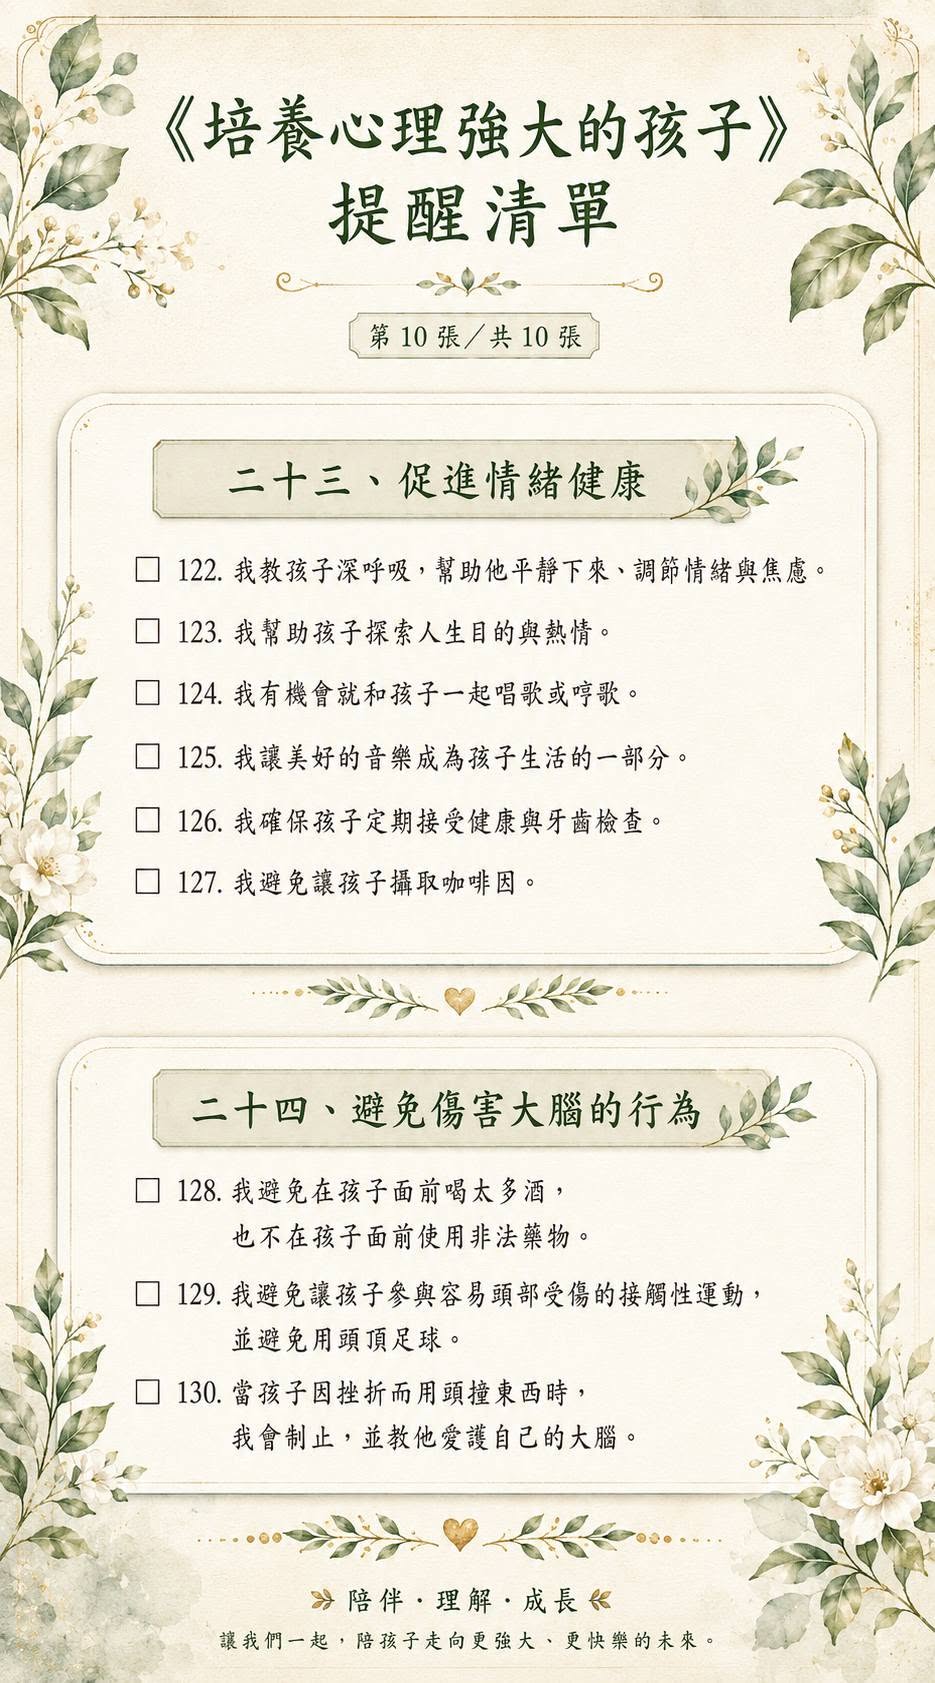 《培養心理強大的孩子》
提醒清單
第 10 張／共 10 張
二十三、促進情緒健康
□ 122. 我教孩子深呼吸，幫助他平靜下來、調節情緒與焦慮。
□ 123. 我幫助孩子探索人生目的與熱情。
□ 124. 我有機會就和孩子一起唱歌或哼歌。
□ 125. 我讓美好的音樂成為孩子生活的一部分。
□ 126. 我確保孩子定期接受健康與牙齒檢查。
□ 127. 我避免讓孩子攝取咖啡因。
二十四、避免傷害大腦的行為
□ 128. 我避免在孩子面前喝太多酒，
也不在孩子面前使用非法藥物。
□ 129. 我避免讓孩子參與容易頭部受傷的接觸性運動，
並避免用頭頂足球。
□ 130. 當孩子因挫折而用頭撞東西時，
我會制止，並教他愛護自己的大腦。
陪伴·理解·成長
讓我們一起，陪孩子走向更強大、更快樂的未來。